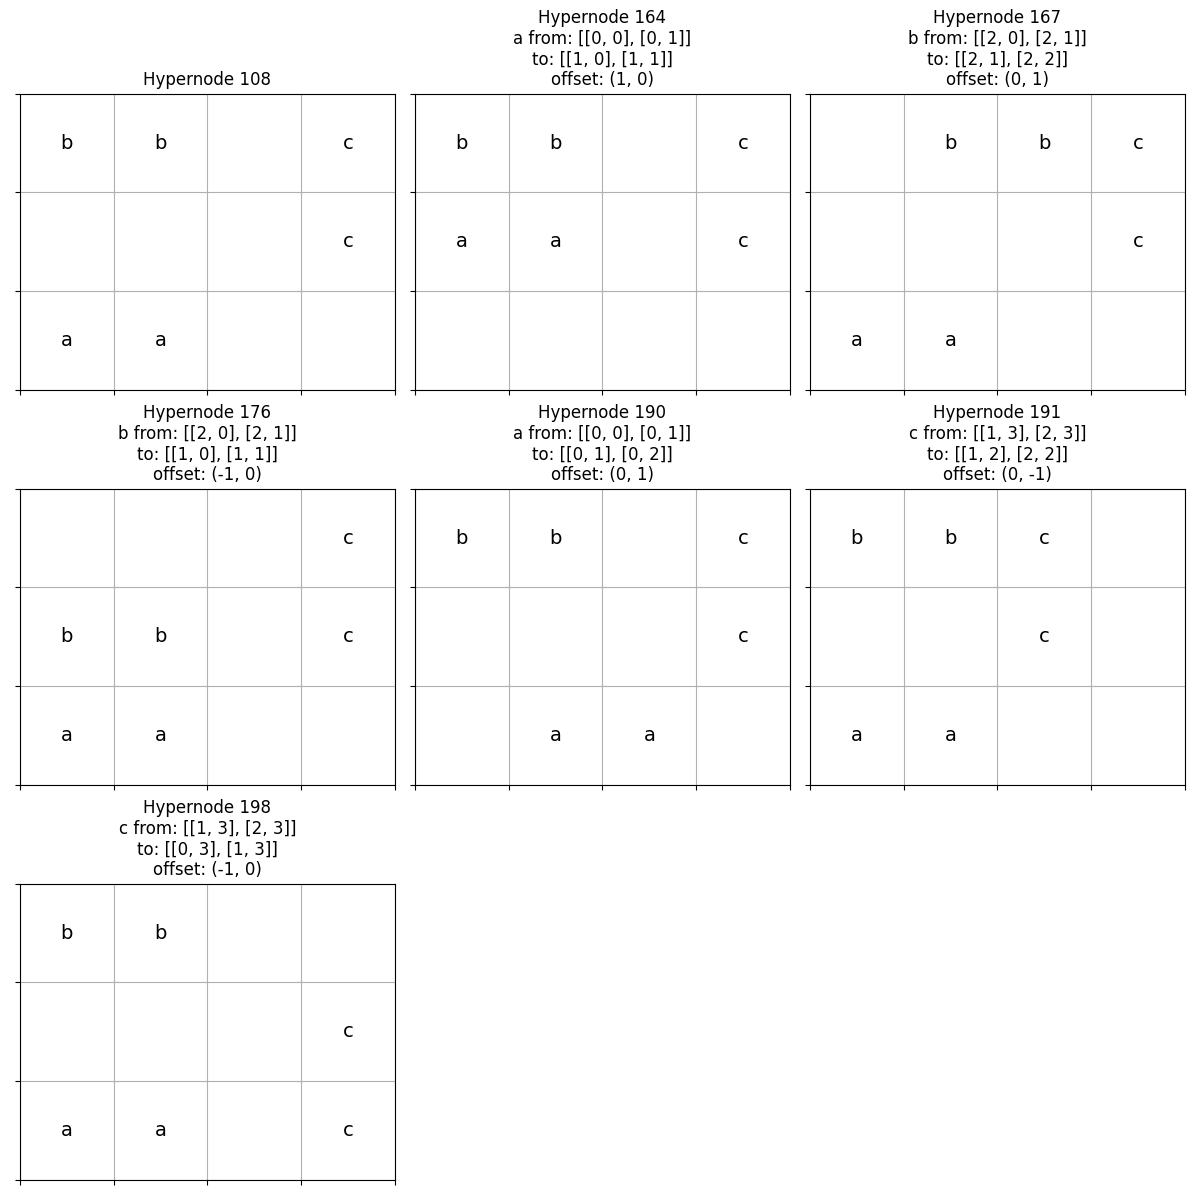 Hypernode 108
b b c
c
a a
Hypernode 164
a from: [[0, 0], [0, 1]]
to: [[1, 0], [1, 1]]
offset: (1, 0)
b b c
a a c
Hypernode 167
b from: [[2, 0], [2, 1]]
to: [[2, 1], [2, 2]]
offset: (0, 1)
b b c
c
a a
Hypernode 176
b from: [[2, 0], [2, 1]]
to: [[1, 0], [1, 1]]
offset: (-1, 0)
c
b b c
a a
Hypernode 190
a from: [[0, 0], [0, 1]]
to: [[0, 1], [0, 2]]
offset: (0, 1)
b b c
c
a a
Hypernode 191
c from: [[1, 3], [2, 3]]
to: [[1, 2], [2, 2]]
offset: (0, -1)
b b c
c
a a
Hypernode 198
c from: [[1, 3], [2, 3]]
to: [[0, 3], [1, 3]]
offset: (-1, 0)
b b
c
a a c